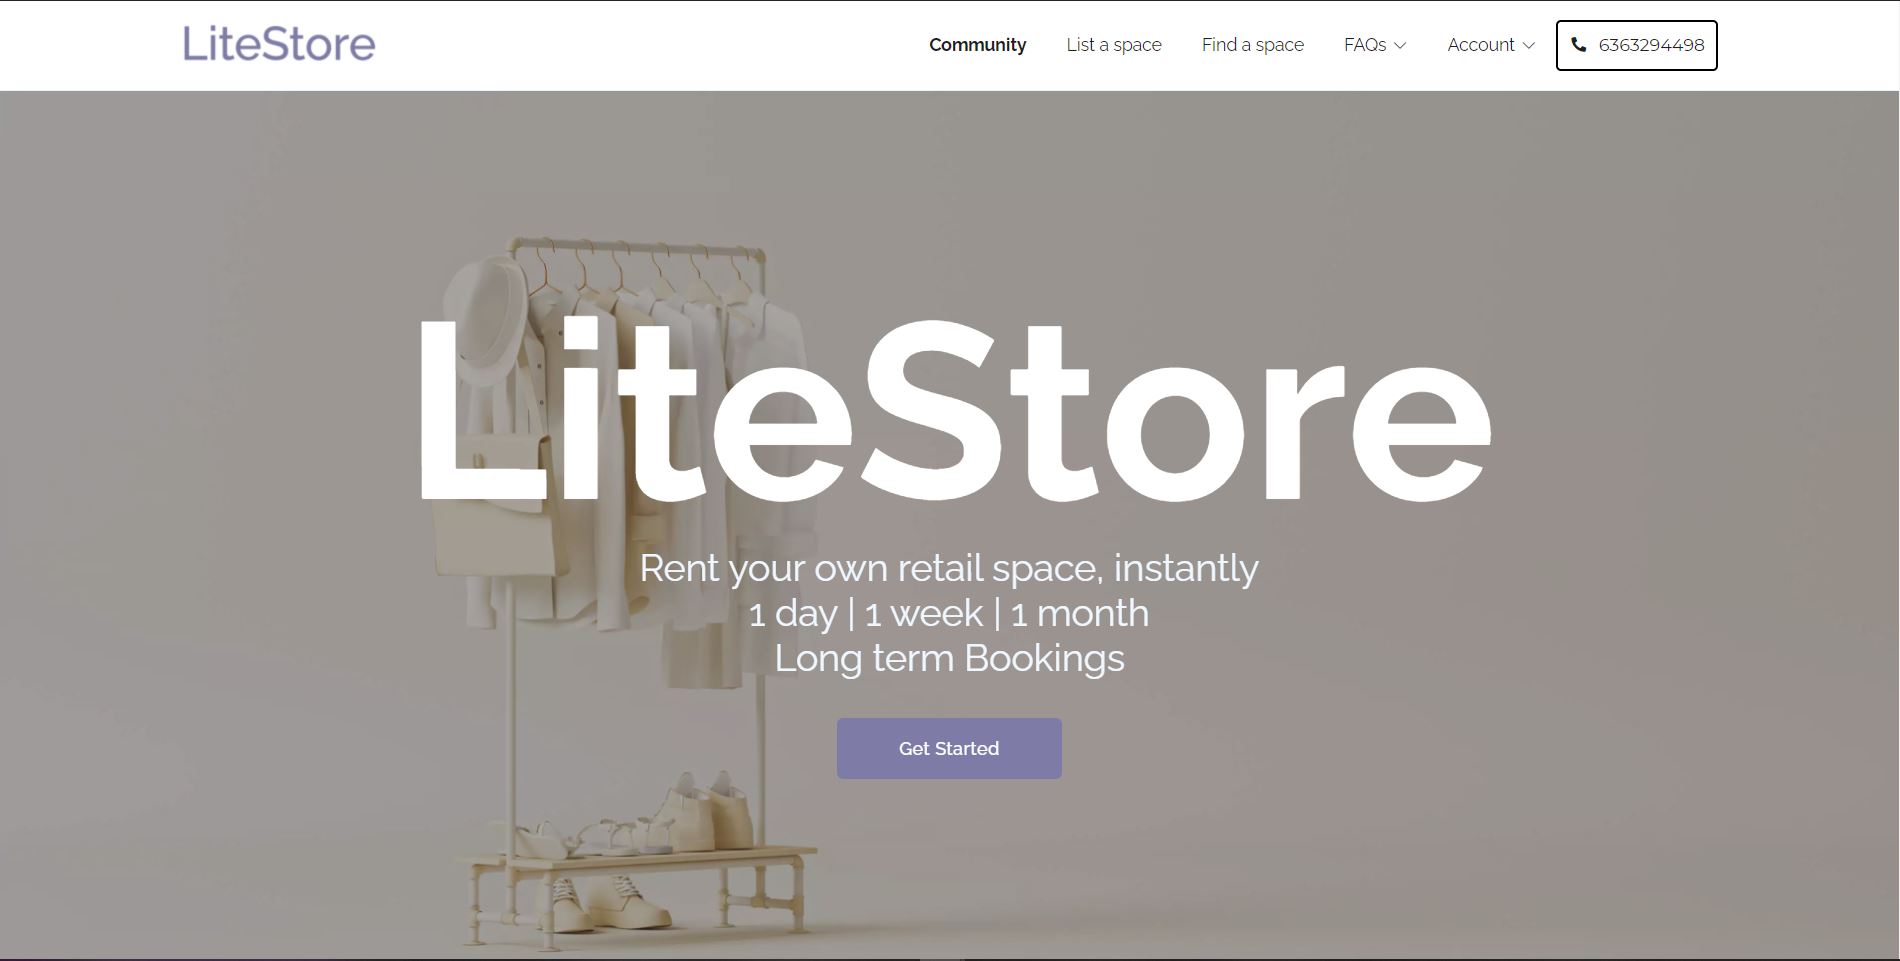 LiteStore
Community
List a space
Find a space
FAQs
Account
6363294498
LiteStore
Rent your own retail space, instantly
1 day | 1 week | 1 month
Long term Bookings
Get Started